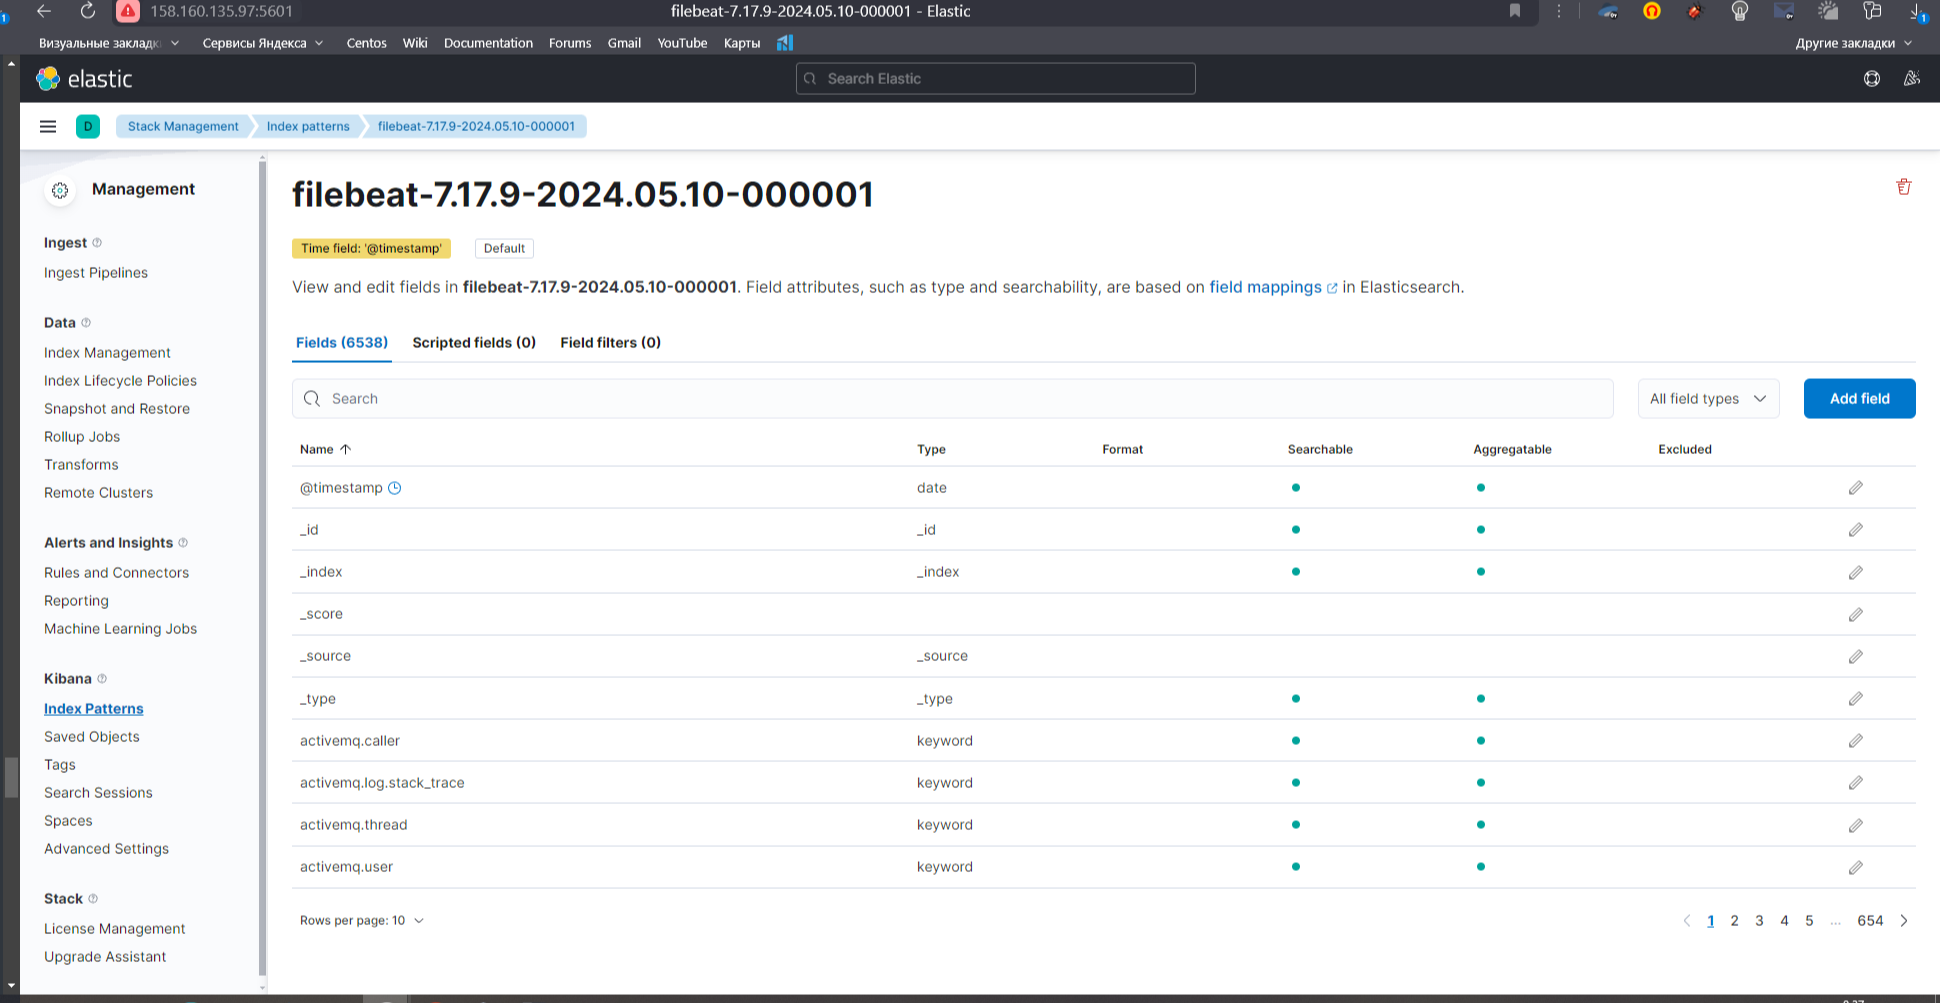 158.160.135.97:5601
filebeat-7.17.9-2024.05.10-000001 - Elastic
1
Визуальные заклад
Сервисы Яндекса
Centos
Wiki
Documentation
Forums
Gmail
YouTube
Карты
Другие закладки
elastic
Search Elastic
D
Stack Management
Index patterns
filebeat-7.17.9-2024.05.10-000001
Management
Ingest
Ingest Pipelines
Data
Index Management
Index Lifecycle Policies
Snapshot and Restore
Rollup Jobs
Transforms
Remote Clusters
Alerts and Insights
Rules and Connectors
Reporting
Machine Learning Jobs
Kibana
Index Patterns
Saved Objects
Tags
Search Sessions
Spaces
Advanced Settings
Stack
License Management
Upgrade Assistant
filebeat-7.17.9-2024.05.10-000001
Time field: '@timestamp' Default
View and edit fields in filebeat-7.17.9-2024.05.10-000001. Field attributes, such as type and searchability, are based on field mappings in Elasticsearch.
Fields (6538) Scripted fields (0) Field filters (0)
Search All field types Add field
Name Type Format Searchable Aggregatable Excluded
@timestamp date
_id _id
_index _index
_score
_source _source
_type _type
activemq.caller keyword
activemq.log.stack_trace keyword
activemq.thread keyword
activemq.user keyword
Rows per page: 10 1 2 3 4 5 ... 654